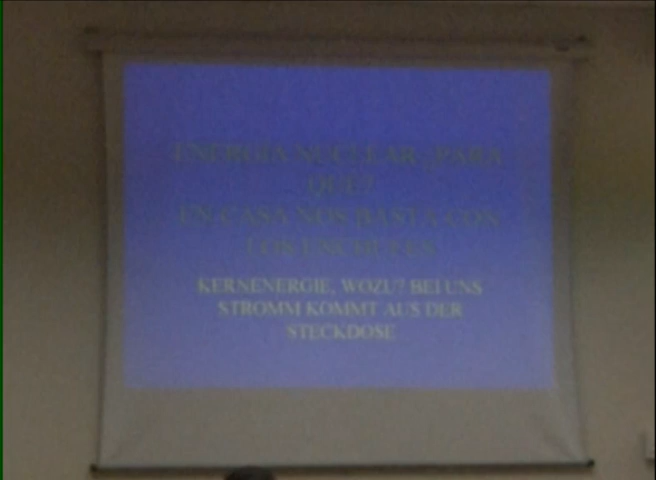 ENERGIA NUCLEAR ¿PARA
QUE?
EN CASA NOS BASTA CON
LOS ENCHUFES
KERNENERGIE, WOZU? BEI UNS
STROMM KOMMT AUS DER
STECKDOSE